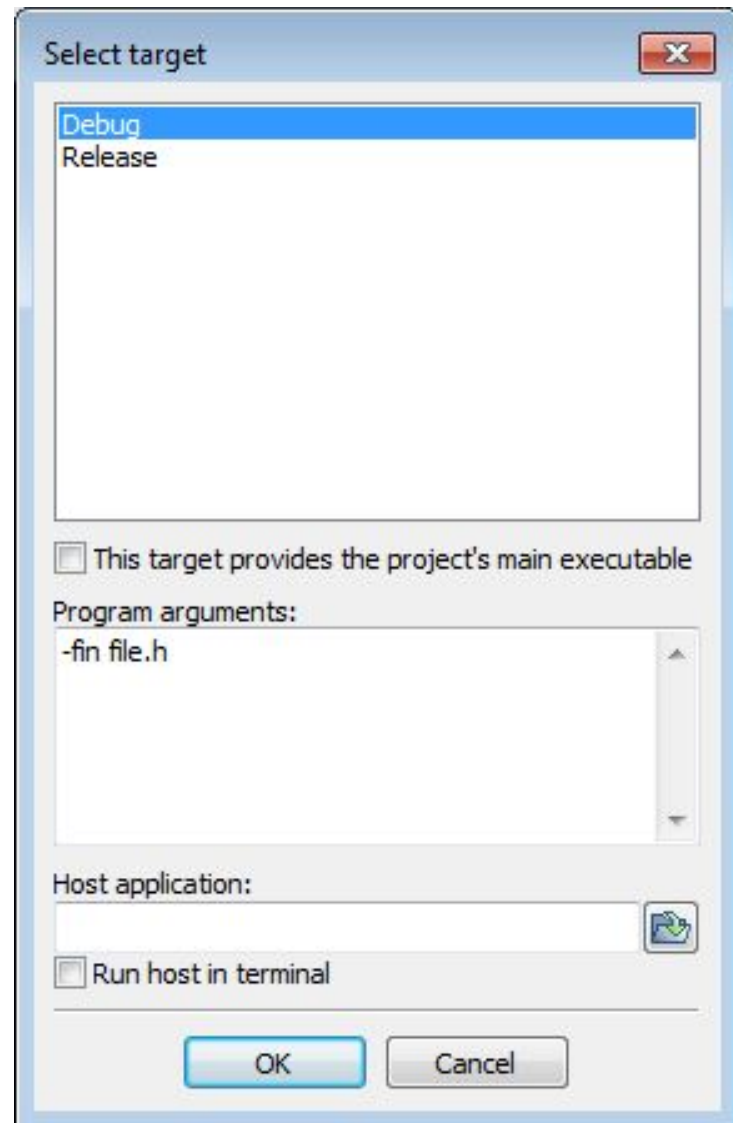 Select target
Debug
Release
This target provides the project's main executable
Program arguments:
-fin file.h
Host application:
Run host in terminal
OK
Cancel